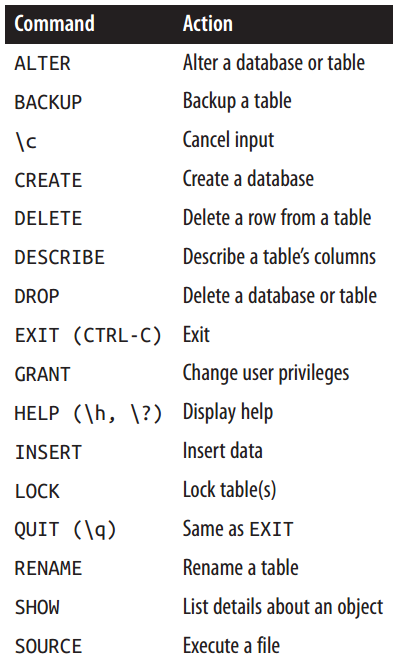 Command Action
ALTER Alter a database or table
BACKUP Backup a table
\c Cancel input
CREATE Create a database
DELETE Delete a row from a table
DESCRIBE Describe a table’s columns
DROP Delete a database or table
EXIT (CTRL-C) Exit
GRANT Change user privileges
HELP (\h, \?) Display help
INSERT Insert data
LOCK Lock table(s)
QUIT (\q) Same as EXIT
RENAME Rename a table
SHOW List details about an object
SOURCE Execute a file